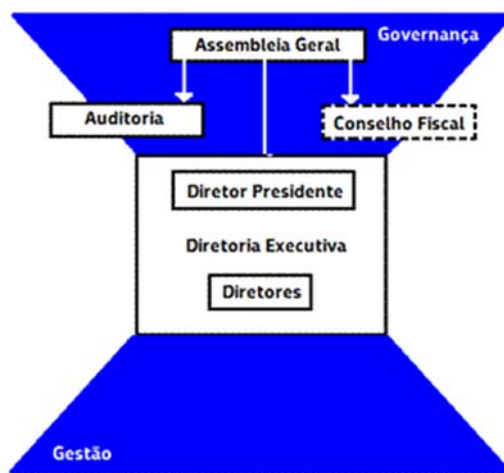 Governança
Assembleia Geral
Auditoria
Conselho Fiscal
Diretor Presidente
Diretoria Executiva
Diretores
Gestão